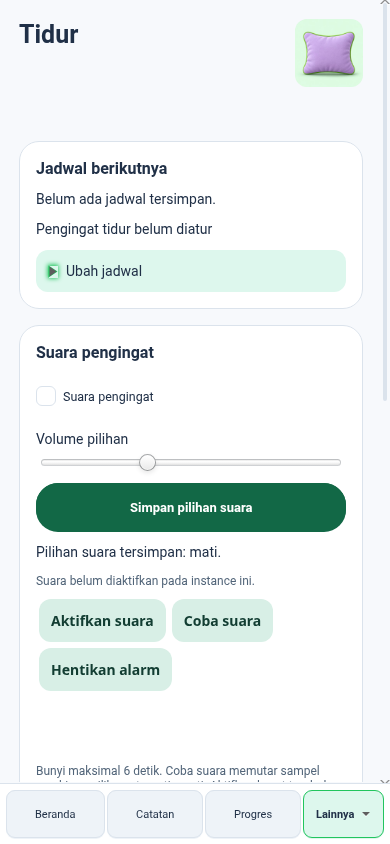 Tidur
Jadwal berikutnya
Belum ada jadwal tersimpan.
Pengingat tidur belum diatur
Ubah jadwal
Suara pengingat
Suara pengingat
Volume pilihan
Simpan pilihan suara
Pilihan suara tersimpan: mati.
Suara belum diaktifkan pada instance ini.
Aktifkan suara
Coba suara
Hentikan alarm
Bunyi maksimal 6 detik. Coba suara memutar sampel
Beranda
Catatan
Progres
Lainnya